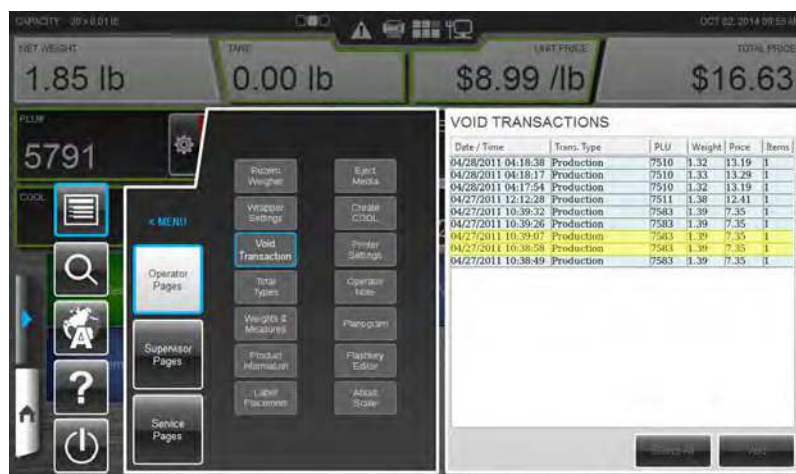 CAPACITY 30 x 0.01 lb
OCT 02, 2014 09:55 AM
NET WEIGHT
TARE
UNIT PRICE
TOTAL PRICE
1.85 lb
0.00 lb
$8.99 /lb
$16.63
PLU#
5791
COOL
< MENU
Operator
Pages
Supervisor
Pages
Service
Pages
Eject
Media
Wrapper
Settings
Create
COOL
Void
Transaction
Printer
Settings
Total
Types
Operator
Note
Weights &
Measures
Planogram
Product
Information
Flashkey
Editor
Label
Placement
About
Scale
VOID TRANSACTIONS
Date / Time Trans. Type PLU Weight Price Items
04/28/2011 04:18:38 Production 7510 1.32 13.19 1
04/28/2011 04:18:17 Production 7510 1.33 13.29 1
04/28/2011 04:17:54 Production 7510 1.32 13.19 1
04/27/2011 12:12:28 Production 7511 1.38 12.41 1
04/27/2011 10:39:32 Production 7583 1.39 7.35 1
04/27/2011 10:39:26 Production 7583 1.39 7.35 1
04/27/2011 10:39:07 Production 7583 1.39 7.35 1
04/27/2011 10:38:58 Production 7583 1.39 7.35 1
04/27/2011 10:38:49 Production 7583 1.39 7.35 1
Select All
Void